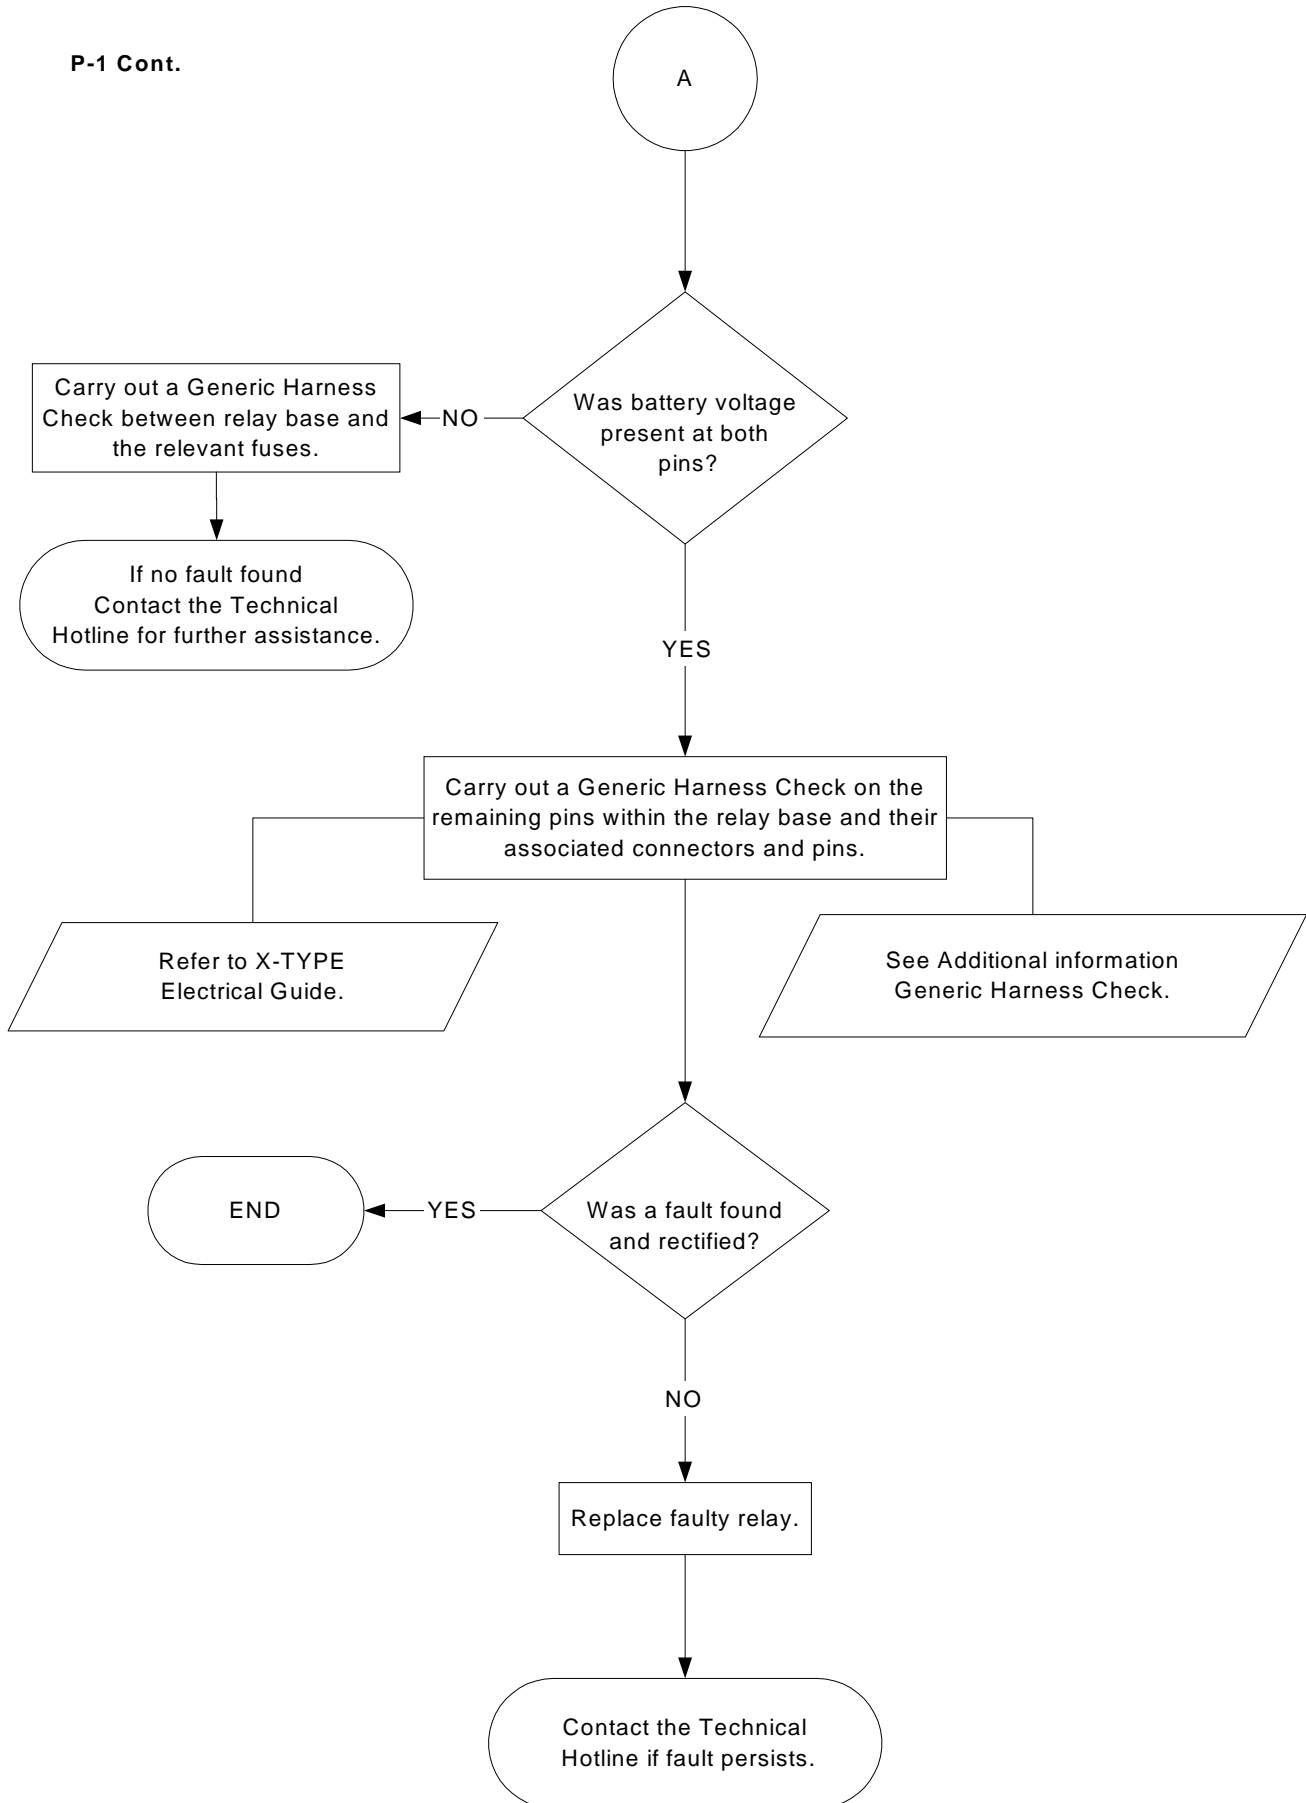 P-1 Cont.
A
Was battery voltage
present at both
pins?
NO
Carry out a Generic Harness
Check between relay base and
the relevant fuses.
If no fault found
Contact the Technical
Hotline for further assistance.
YES
Carry out a Generic Harness Check on the
remaining pins within the relay base and their
associated connectors and pins.
Refer to X-TYPE
Electrical Guide.
See Additional information
Generic Harness Check.
Was a fault found
and rectified?
YES
END
NO
Replace faulty relay.
Contact the Technical
Hotline if fault persists.